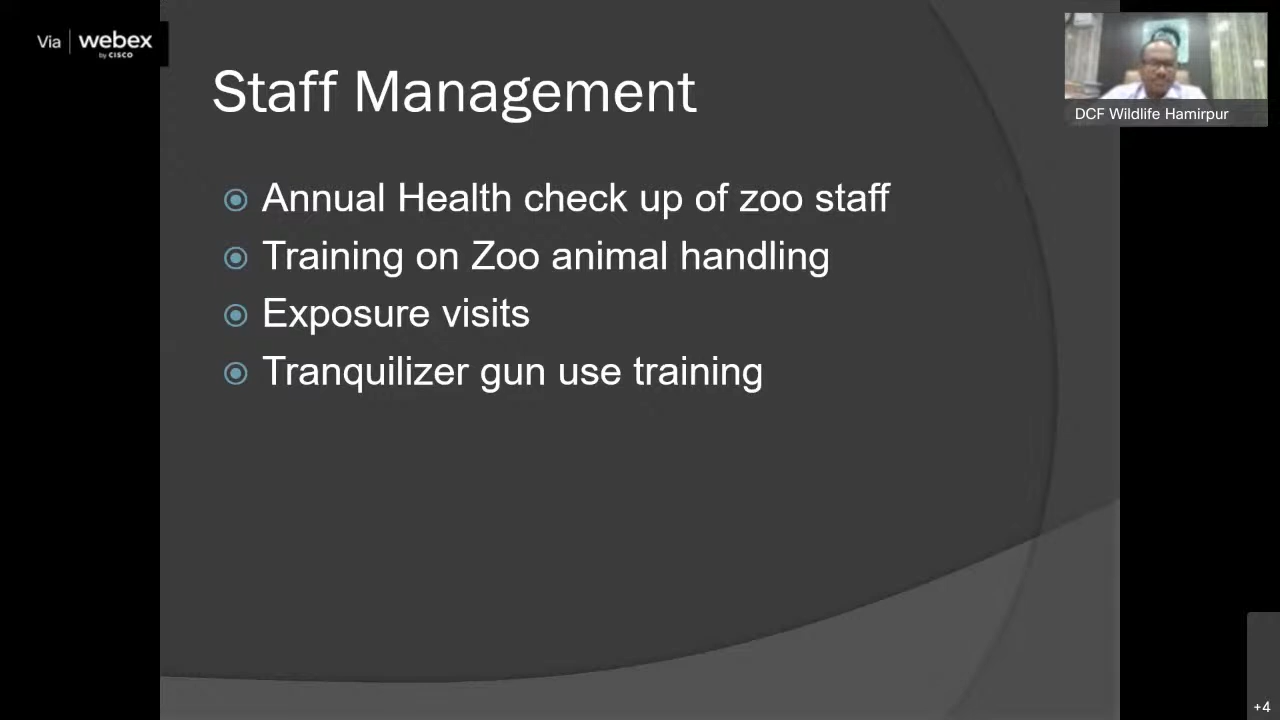 Via webex
by CISCO
Staff Management
DCF Wildlife Hamirpur
Annual Health check up of zoo staff
Training on Zoo animal handling
Exposure visits
Tranquilizer gun use training
+4